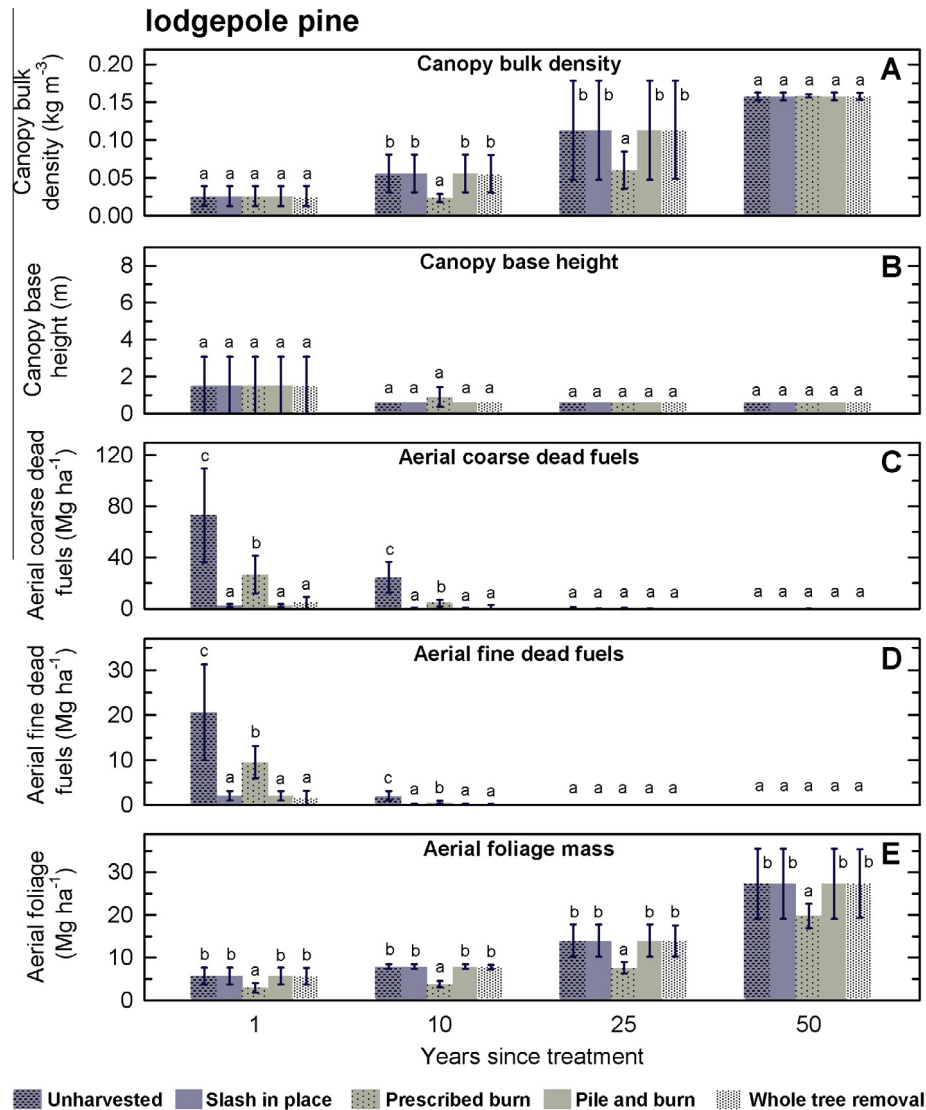 lodgepole pine
Canopy bulk density (kg m-3)
Canopy bulk density
A
0.20
0.15
0.10
0.05
0.00
a a a a a
b b a b b
b b a b b
a a a a a
Canopy base height (m)
Canopy base height
B
8
6
4
2
0
a a a a a
a a a a a
a a a a a
a a a a a
Aerial coarse dead fuels (Mg ha-1)
Aerial coarse dead fuels
C
120
80
40
0
c a b a a
c a b a a
a a a a a
a a a a a
Aerial fine dead fuels (Mg ha-1)
Aerial fine dead fuels
D
30
20
10
0
c a b a a
c a b a a
a a a a a
a a a a a
Aerial foliage (Mg ha-1)
Aerial foliage mass
E
30
20
10
0
b b a b b
b b a b b
b b a b b
b b a b b
1 10 25 50
Years since treatment
Unharvested Slash in place Prescribed burn Pile and burn Whole tree removal